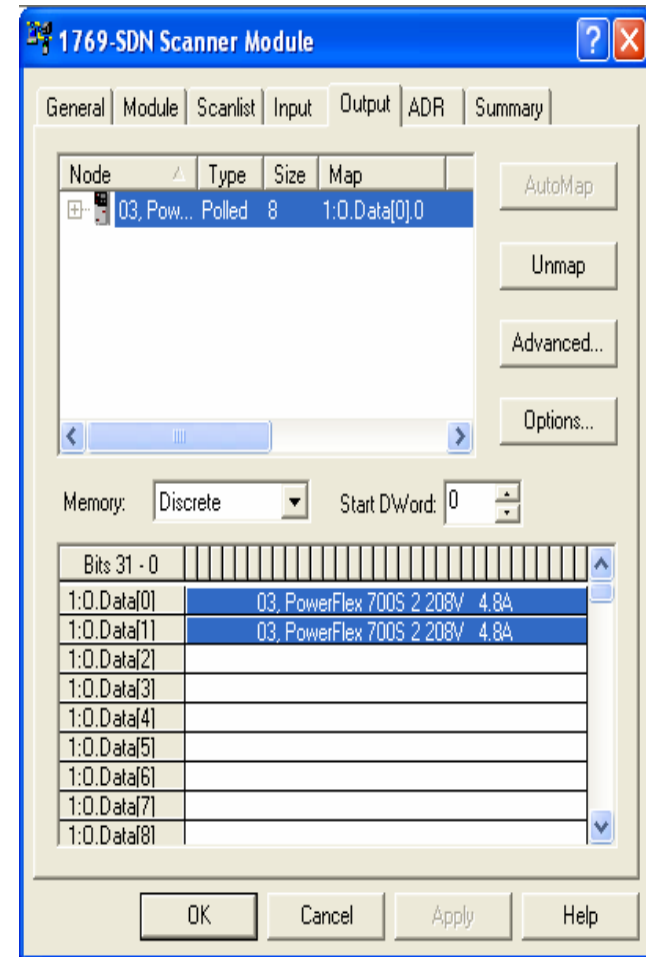 1769-SDN Scanner Module
General Module Scanlist Input Output ADR Summary
Node Type Size Map
03, Pow... Polled 8 1:O.Data[0].0
AutoMap
Unmap
Advanced...
Options...
Memory: Discrete Start DWord: 0
Bits 31 - 0
1:O.Data[0] 03, PowerFlex 700S 2 208V 4.8A
1:O.Data[1] 03, PowerFlex 700S 2 208V 4.8A
1:O.Data[2]
1:O.Data[3]
1:O.Data[4]
1:O.Data[5]
1:O.Data[6]
1:O.Data[7]
1:O.Data[8]
OK Cancel Apply Help